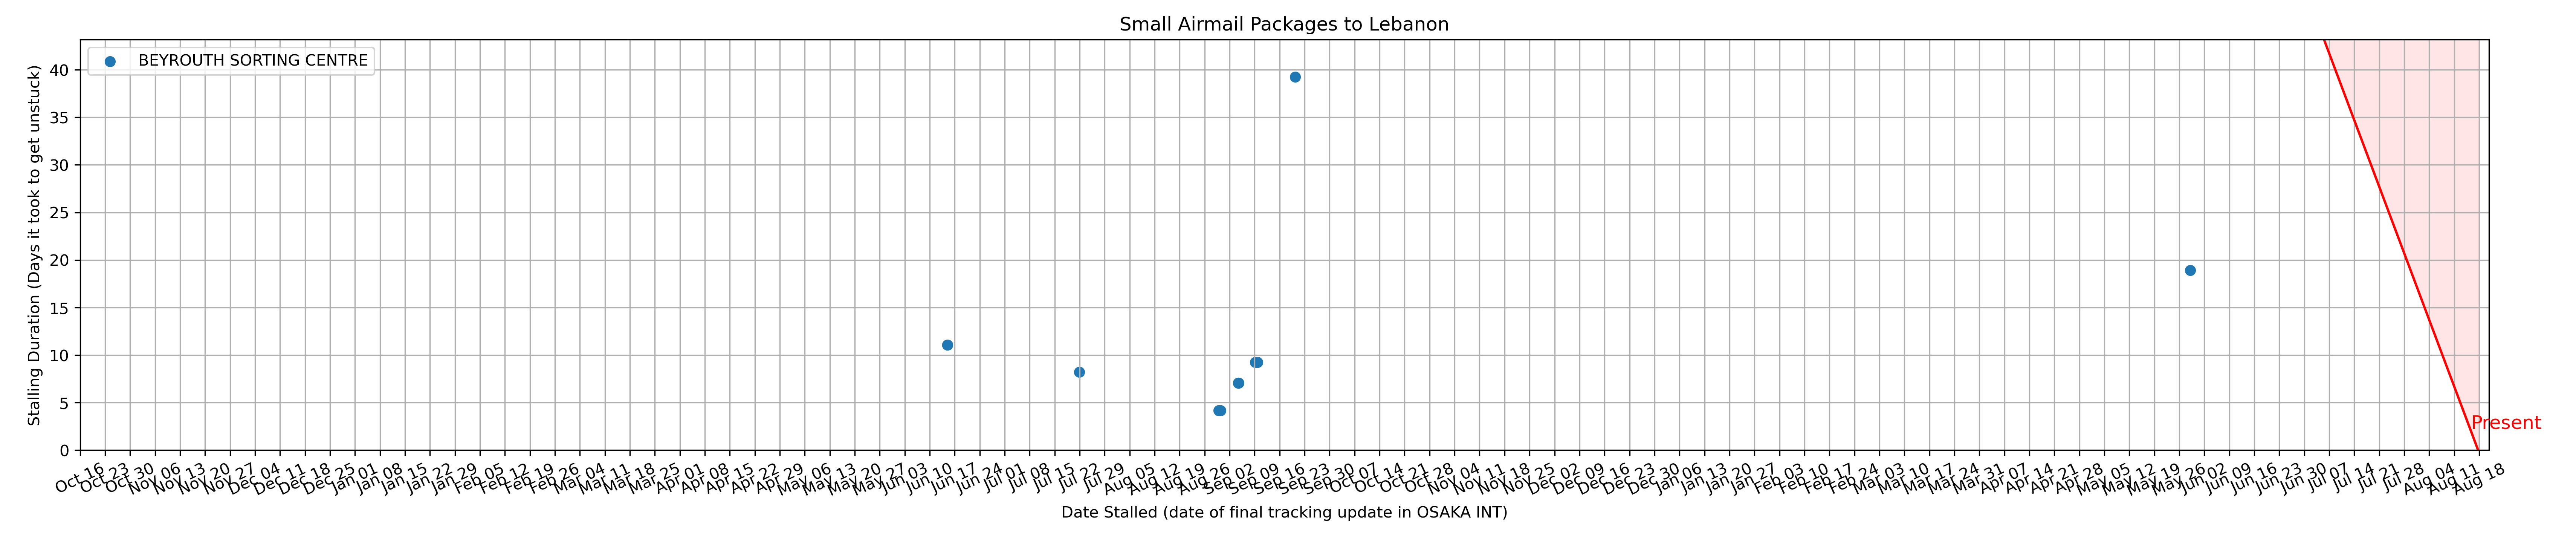 Small Airmail Packages to Lebanon
BEYROUTH SORTING CENTRE
Stalling Duration (Days it took to get unstuck)
40
35
30
25
20
15
10
5
0
Present
Oct 16
Oct 23
Oct 30
Nov 06
Nov 13
Nov 20
Nov 27
Dec 04
Dec 11
Dec 18
Dec 25
Jan 01
Jan 08
Jan 15
Jan 22
Jan 29
Feb 05
Feb 12
Feb 19
Feb 26
Mar 04
Mar 11
Mar 18
Mar 25
Apr 01
Apr 08
Apr 15
Apr 22
Apr 29
May 06
May 13
May 20
May 27
Jun 03
Jun 10
Jun 17
Jun 24
Jul 01
Jul 08
Jul 15
Jul 22
Jul 29
Aug 05
Aug 12
Aug 19
Aug 26
Sep 02
Sep 09
Sep 16
Sep 23
Sep 30
Oct 07
Oct 14
Oct 21
Oct 28
Nov 04
Nov 11
Nov 18
Nov 25
Dec 02
Dec 09
Dec 16
Dec 23
Dec 30
Jan 06
Jan 13
Jan 20
Jan 27
Feb 03
Feb 10
Feb 17
Feb 24
Mar 03
Mar 10
Mar 17
Mar 24
Mar 31
Apr 07
Apr 14
Apr 21
Apr 28
May 05
May 12
May 19
May 26
Jun 02
Jun 09
Jun 16
Jun 23
Jun 30
Jul 07
Jul 14
Jul 21
Jul 28
Aug 04
Aug 11
Aug 18
Date Stalled (date of final tracking update in OSAKA INT)